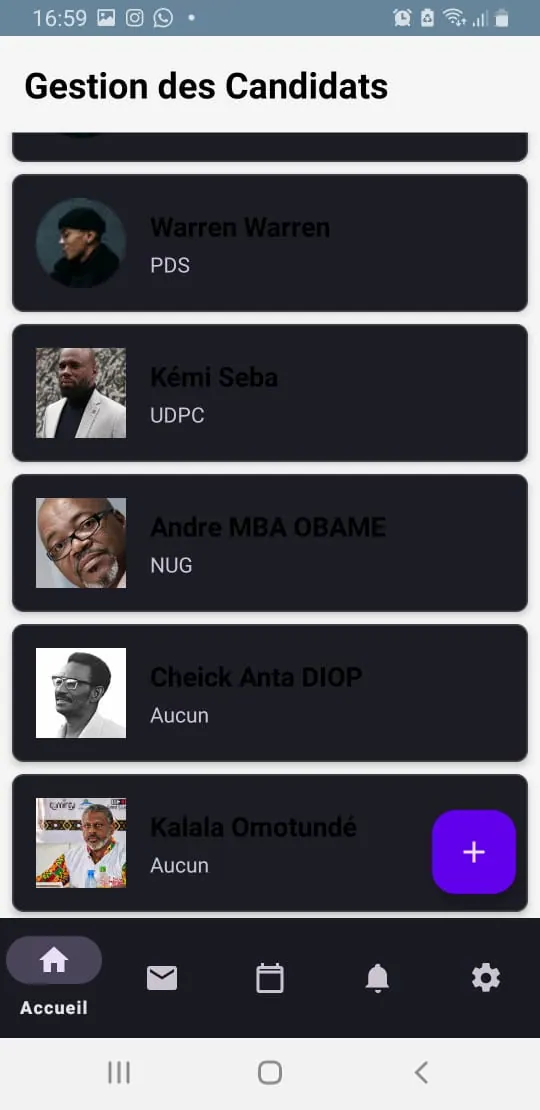 16:59
Gestion des Candidats
Warren Warren
PDS
Kémi Seba
UDPC
Andre MBA OBAME
NUG
Cheick Anta DIOP
Aucun
Kalala Omotundé
Aucun
Accueil